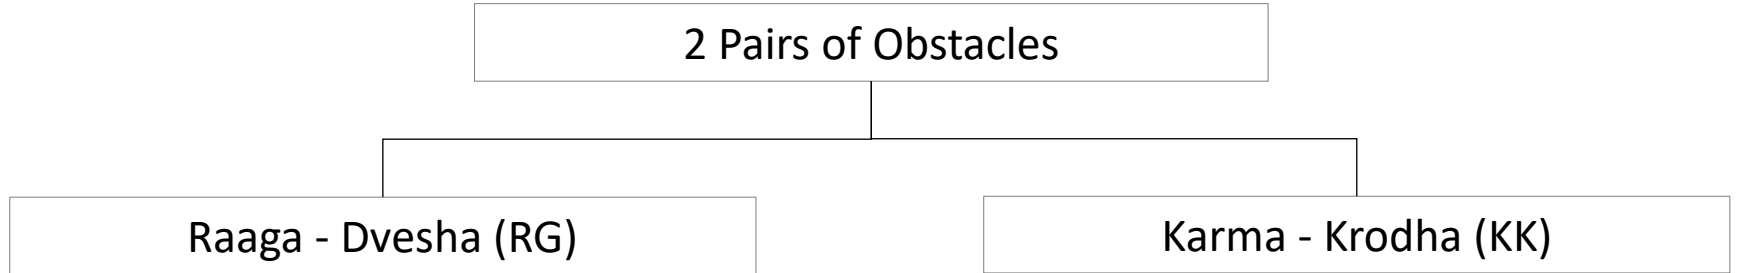 2 Pairs of Obstacles
Raaga - Dvesha (RG)
Karma - Krodha (KK)